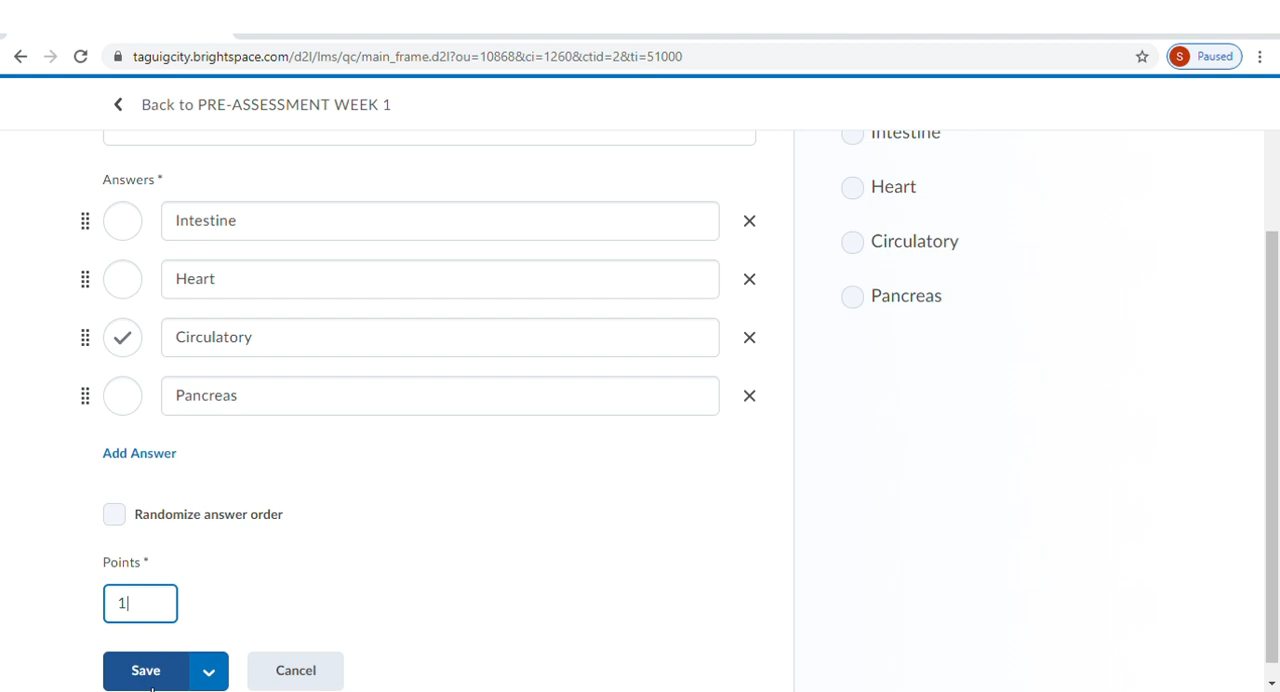 taguigcity.brightspace.com/d2l/lms/qc/main_frame.d2l?ou=10868&ci=1260&ctid=2&ti=51000
S Paused
Back to PRE-ASSESSMENT WEEK 1
Answers *
Intestine
Heart
Circulatory
Pancreas
Add Answer
Randomize answer order
Points *
1
Save
Cancel
Intestine
Heart
Circulatory
Pancreas